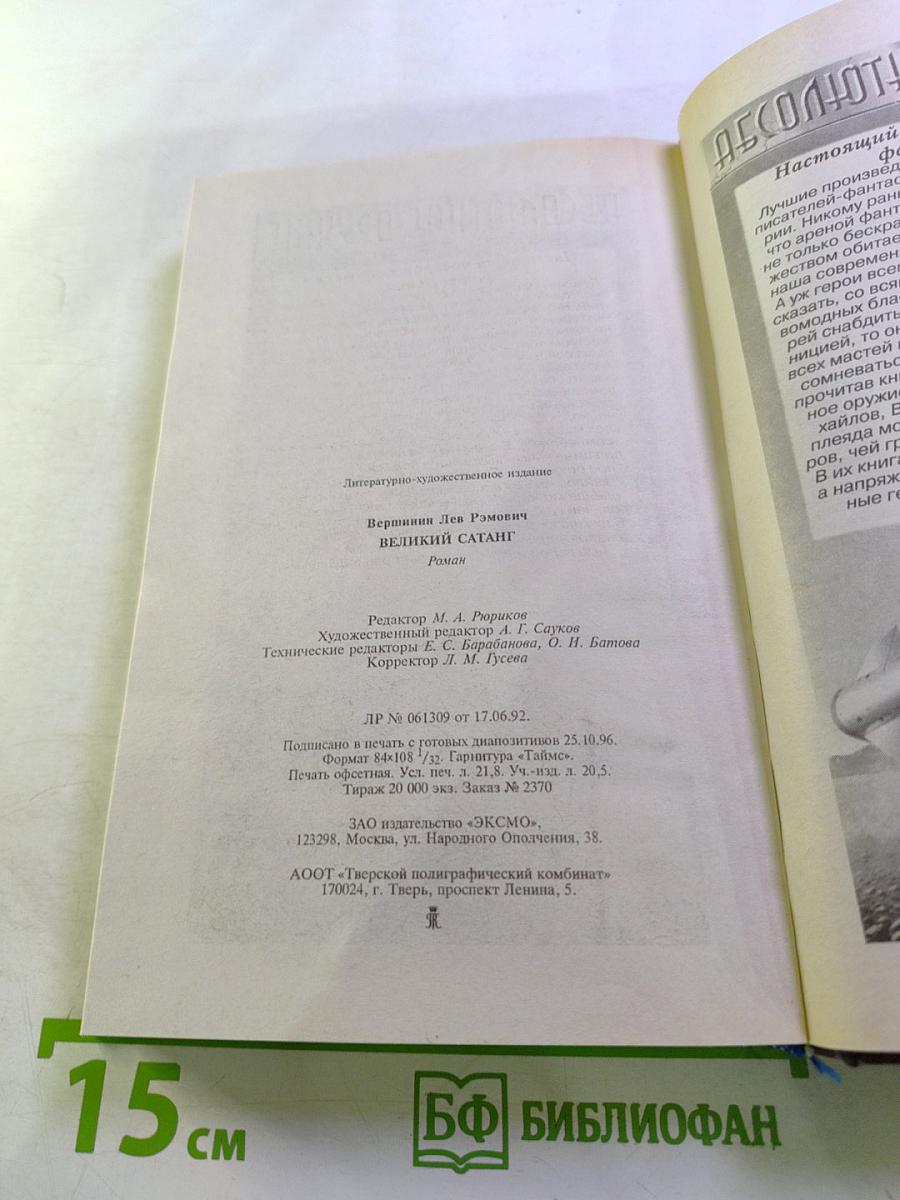 Литературно-художественное издание
Вершинин Лев Рэмович
ВЕЛИКИЙ САТАНГ
Роман
Редактор М. А. Рюриков
Художественный редактор А. Г. Сауков
Технические редакторы Е. С. Барабанова, О. И. Батова
Корректор Л. М. Гусева
ЛР № 061309 от 17.06.92.
Подписано в печать с готовых диапозитивов 25.10.96.
Формат 84×108 1/32. Гарнитура «Таймс».
Печать офсетная. Усл. печ. л. 21,8. Уч.-изд. л. 20,5.
Тираж 20 000 экз. Заказ № 2370
ЗАО издательство «ЭКСМО»,
123298, Москва, ул. Народного Ополчения, 38.
АООТ «Тверской полиграфический комбинат»
170024, г. Тверь, проспект Ленина, 5.
АБСОЛЮТН
Настоящий
фа
Лучшие произвед
писателей-фантас
рии. Никому ран
что ареной фант
не только бескра
жеством обитае
наша современ
А уж герои все
сказать, со вся
вомодных бла
рей снабдить
ницией, то он
всех мастей
сомневатьс
прочитав кн
ное оружи
хайлов, В
плеяда мо
ров, чей г
В их книга
а напряж
ные ге
15 см
БФ БИБЛИОФАН